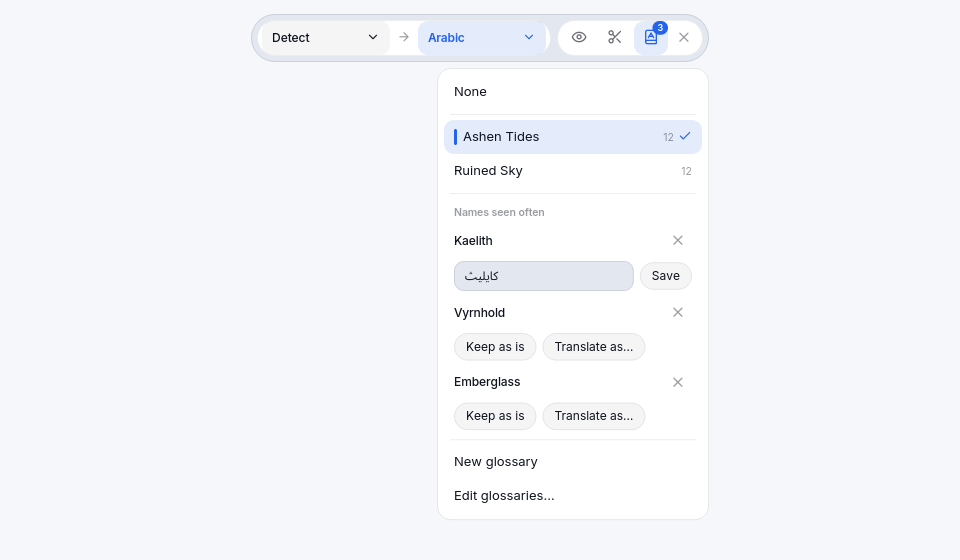 Detect
Arabic
3
None
Ashen Tides 12
Ruined Sky 12
Names seen often
Kaelith
كايليث Save
Vyrnhold
Keep as is Translate as...
Emberglass
Keep as is Translate as...
New glossary
Edit glossaries...